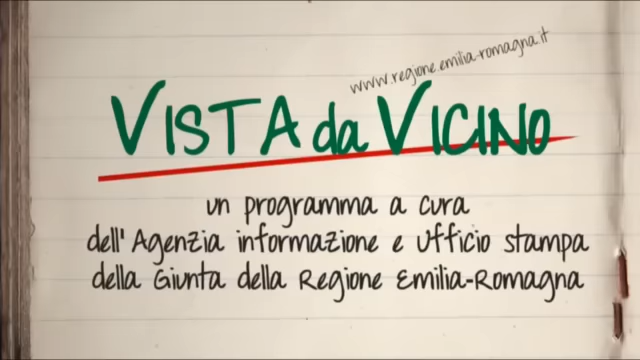 www.regione.emilia-romagna.it
VISTA da VICINO
un programma a cura
dell'Agenzia informazione e Ufficio stampa
della Giunta della Regione Emilia-Romagna